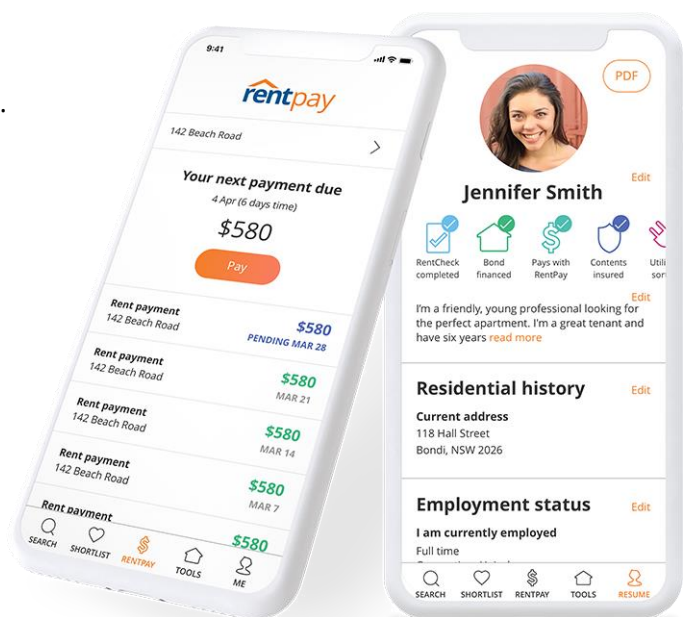 .
9:41
rentpay
142 Beach Road
Your next payment due
4 Apr (6 days time)
$580
Pay
Rent payment
142 Beach Road
$580
PENDING MAR 28
Rent payment
142 Beach Road
$580
MAR 21
Rent payment
142 Beach Road
$580
MAR 14
Rent payment
142 Beach Road
$580
MAR 7
Rent payment
$580
SEARCH SHORTLIST RENTPAY TOOLS ME
PDF
Edit
Jennifer Smith
RentCheck completed
Bond financed
Pays with RentPay
Contents insured
Edit
I'm a friendly, young professional looking for
the perfect apartment. I'm a great tenant and
have six years read more
Residential history Edit
Current address
118 Hall Street
Bondi, NSW 2026
Employment status Edit
I am currently employed
Full time
SEARCH SHORTLIST RENTPAY TOOLS RESUME